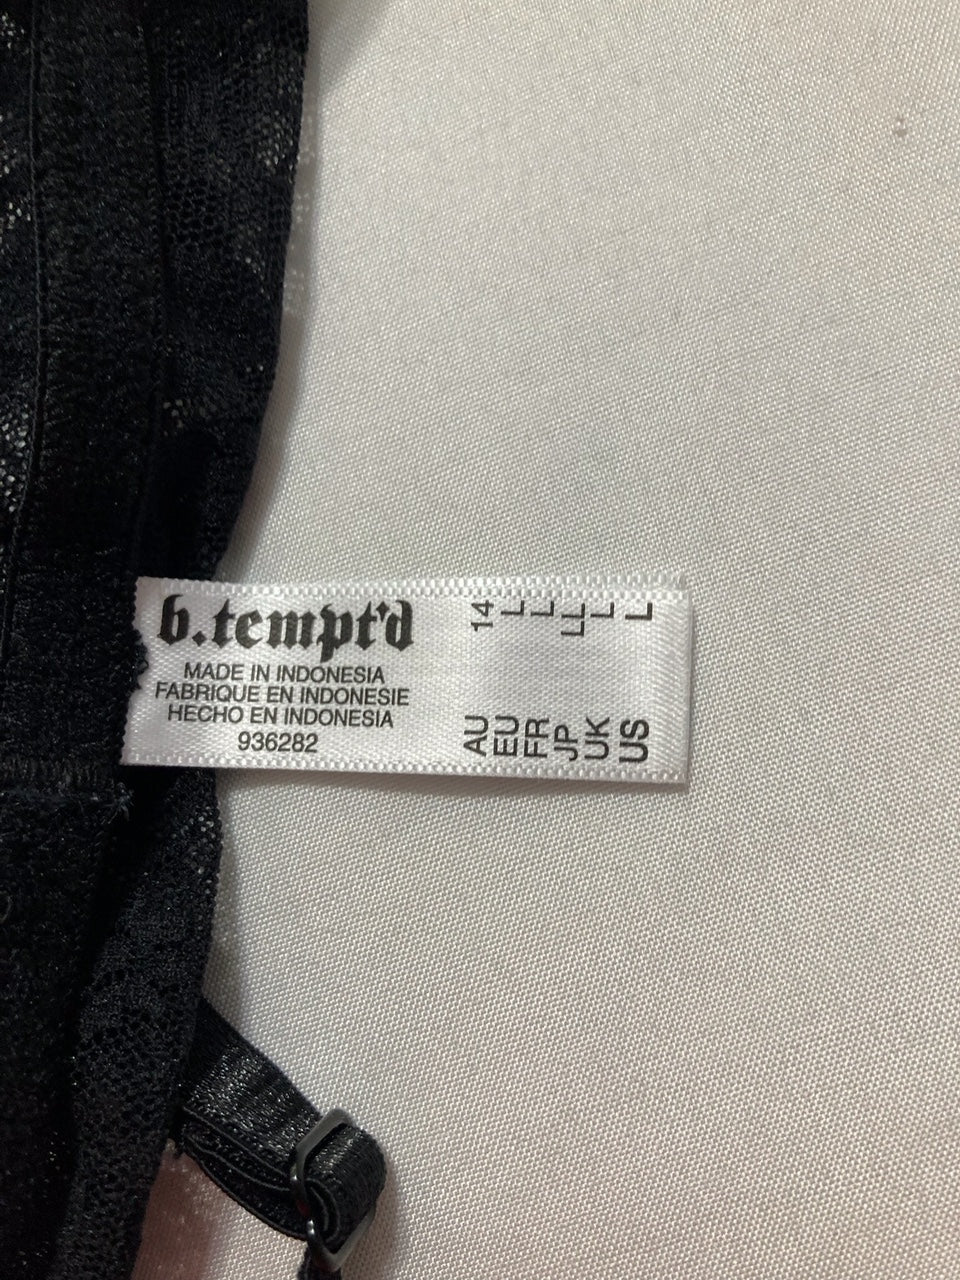 b.tempt'd
MADE IN INDONESIA
FABRIQUE EN INDONESIE
HECHO EN INDONESIA
936282
AU 14
EU L
FR L
JP LL
UK L
US L